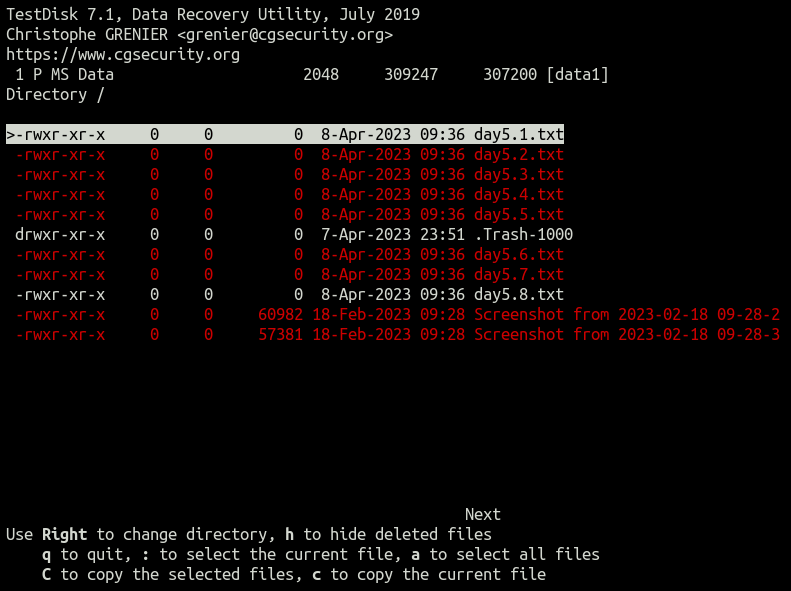 TestDisk 7.1, Data Recovery Utility, July 2019
Christophe GRENIER <grenier@cgsecurity.org>
https://www.cgsecurity.org
 1 P MS Data                     2048     309247     307200 [data1]
Directory /
>-rwxr-xr-x     0     0         0  8-Apr-2023 09:36 day5.1.txt
 -rwxr-xr-x     0     0         0  8-Apr-2023 09:36 day5.2.txt
 -rwxr-xr-x     0     0         0  8-Apr-2023 09:36 day5.3.txt
 -rwxr-xr-x     0     0         0  8-Apr-2023 09:36 day5.4.txt
 -rwxr-xr-x     0     0         0  8-Apr-2023 09:36 day5.5.txt
 drwxr-xr-x     0     0         0  7-Apr-2023 23:51 .Trash-1000
 -rwxr-xr-x     0     0         0  8-Apr-2023 09:36 day5.6.txt
 -rwxr-xr-x     0     0         0  8-Apr-2023 09:36 day5.7.txt
 -rwxr-xr-x     0     0         0  8-Apr-2023 09:36 day5.8.txt
 -rwxr-xr-x     0     0     60982 18-Feb-2023 09:28 Screenshot from 2023-02-18 09-28-2
 -rwxr-xr-x     0     0     57381 18-Feb-2023 09:28 Screenshot from 2023-02-18 09-28-3
                                                   Next
Use Right to change directory, h to hide deleted files
    q to quit, : to select the current file, a to select all files
    C to copy the selected files, c to copy the current file